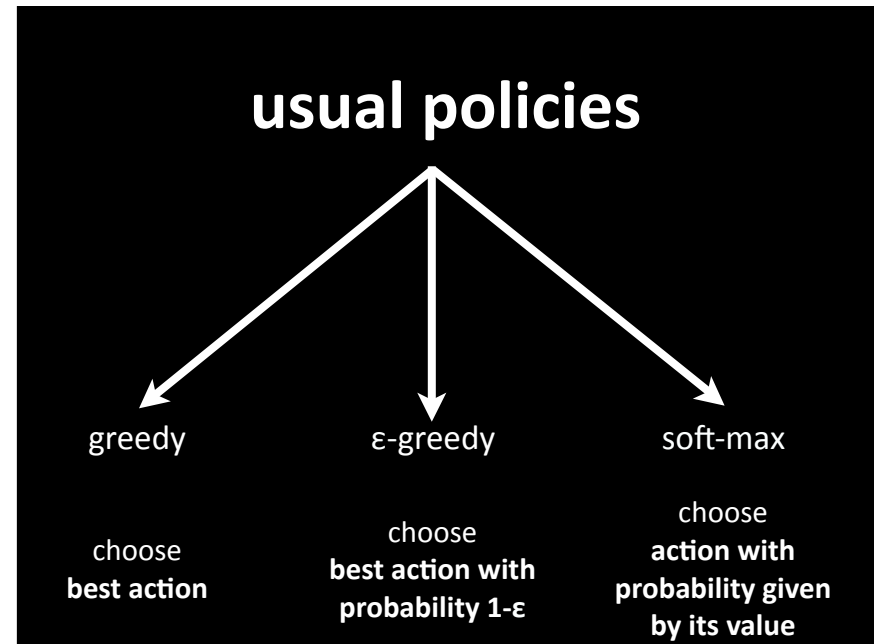 usual policies
greedy
ε-greedy
soft-max
choose
best action
choose
best action with
probability 1-ε
choose
action with
probability given
by its value